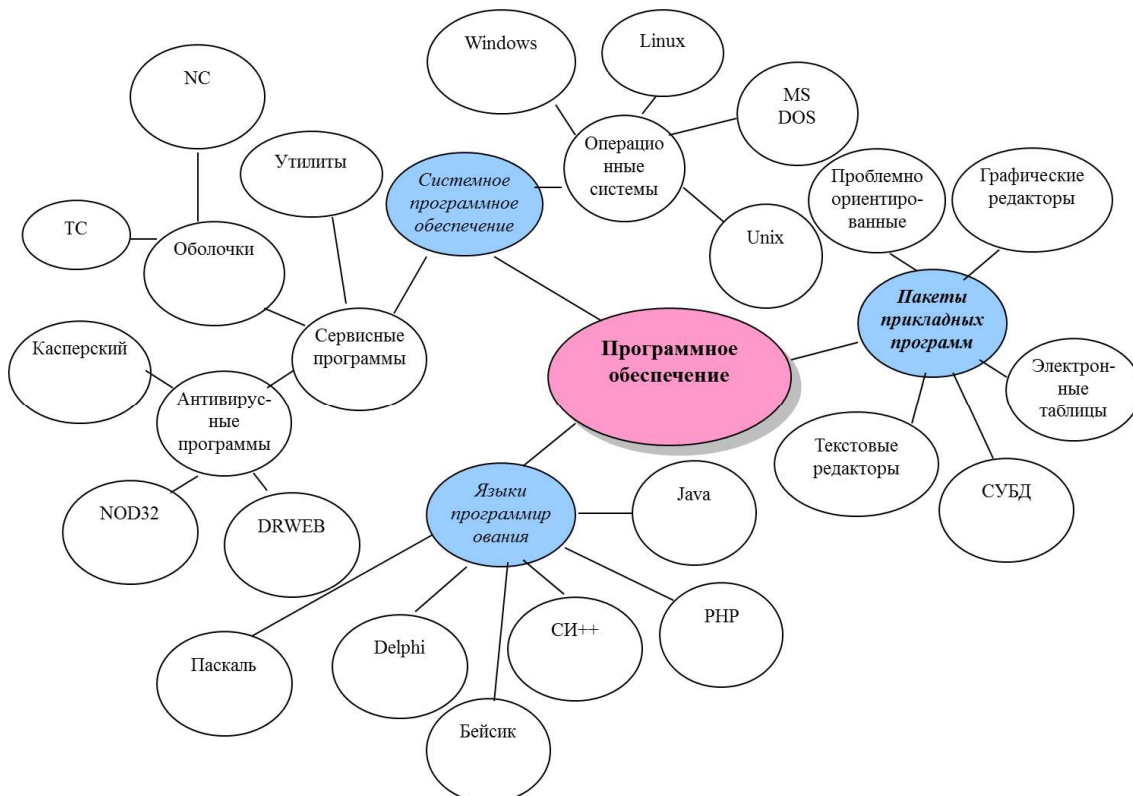 Windows
Linux
NC
MS
DOS
Утилиты
Операцио
нные
системы
Системное
программное
обеспечение
Проблемно
ориентиро-
ванные
Графические
редакторы
TC
Оболочки
Unix
Пакеты
прикладных
программ
Сервисные
программы
Программное
обеспечение
Касперский
Электрон-
ные
таблицы
Антивирус-
ные
программы
Текстовые
редакторы
СУБД
Языки
программир
ования
Java
NOD32
DRWEB
PHP
СИ++
Delphi
Паскаль
Бейсик